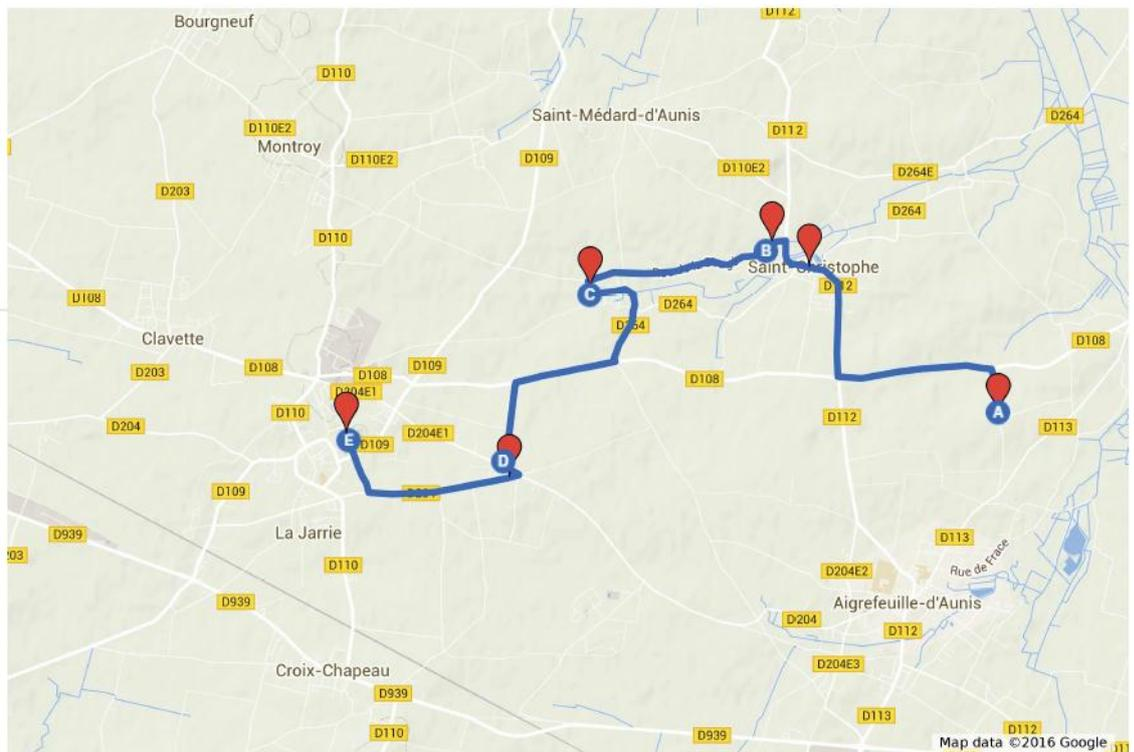 D112
Bourgneuf
D110
Saint-Médard-d'Aunis
D264
D110E2
D112
Montroy
D110E2
D109
D110E2
D264E
D203
D264
D110
B
Saint-Christophe
C
D112
D108
D264
D264
Clavette
D108
D203
D108
D109
D108
D108
D204E1
A
D110
D112
D204
D204E1
D113
E
D109
D
D109
D939
La Jarrie
D113
203
D110
Rue de Frace
D204E2
D939
Aigrefeuille-d'Aunis
D204
D112
Croix-Chapeau
D204E3
D939
D113
D110
D939
D112
Map data ©2016 Google